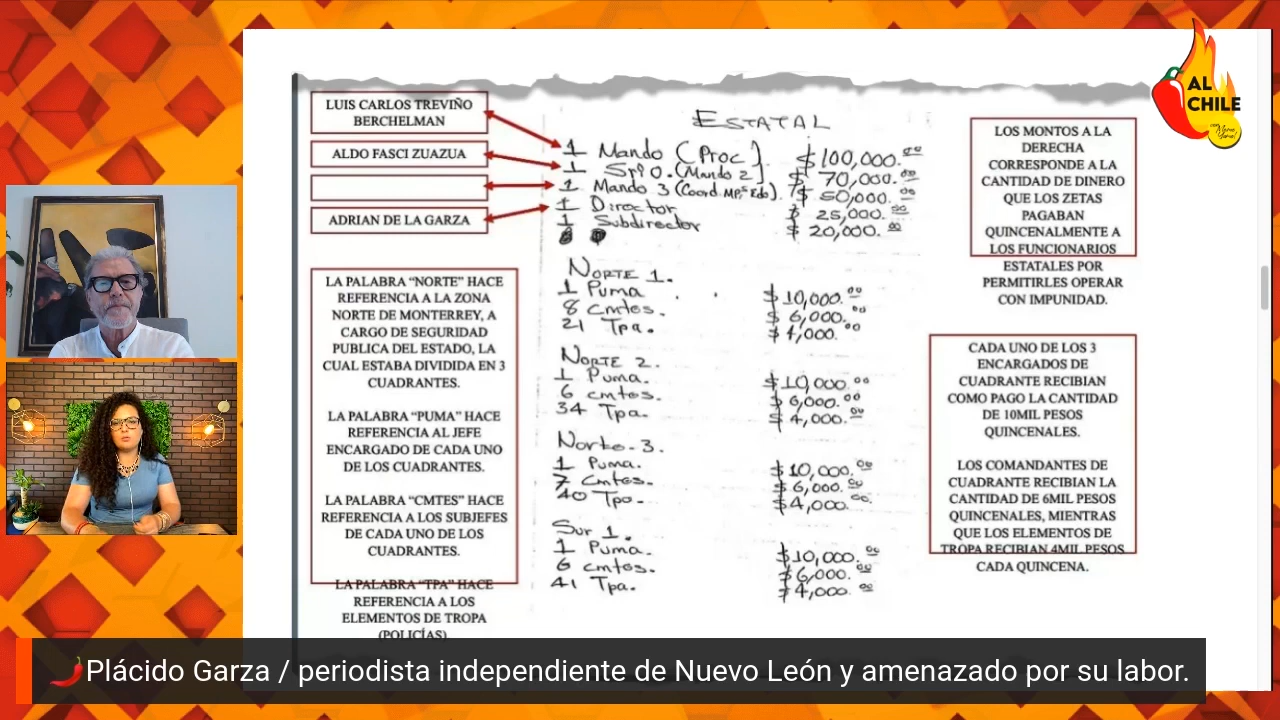 AL
CHILE
LUIS CARLOS TREVIÑO
BERCHELMAN
ALDO FASCI ZUAZUA
ADRIAN DE LA GARZA
LA PALABRA “NORTE” HACE
REFERENCIA A LA ZONA
NORTE DE MONTERREY, A
CARGO DE SEGURIDAD
PUBLICA DEL ESTADO, LA
CUAL ESTABA DIVIDIDA EN 3
CUADRANTES.
LA PALABRA “PUMA” HACE
REFERENCIA AL JEFE
ENCARGADO DE CADA UNO
DE LOS CUADRANTES.
LA PALABRA “CMTES” HACE
REFERENCIA A LOS SUBJEFES
DE CADA UNO DE LOS
CUADRANTES.
LA PALABRA “TPA” HACE
REFERENCIA A LOS
ELEMENTOS DE TROPA
(POLICÍAS)
ESTATAL
1 Mando (Proc). $100,000.00
1 (Mando 2) $ 70,000.00
1 Mando 3 (Coord. MPs Edo). $ 50,000.00
1 Director $ 25,000.00
1 Subdirector $ 20,000.00
NORTE 1.
1 Puma $10,000.00
8 cmtes. $ 6,000.00
21 Tpa. $ 4,000.00
NORTE 2.
1 Puma. $10,000.00
6 cmtes. $ 6,000.00
34 Tpa. $ 4,000.00
Norte-3.
1 Puma. $10,000.00
7 Cmtes. $ 6,000.00
40 Tpa. $ 4,000.00
Sur 1.
1 Puma. $10,000.00
6 cmtes. $ 6,000.00
41 Tpa. $ 4,000.00
LOS MONTOS A LA
DERECHA
CORRESPONDE A LA
CANTIDAD DE DINERO
QUE LOS ZETAS
PAGABAN
QUINCENALMENTE A
LOS FUNCIONARIOS
ESTATALES POR
PERMITIRLES OPERAR
CON IMPUNIDAD.
CADA UNO DE LOS 3
ENCARGADOS DE
CUADRANTE RECIBIAN
COMO PAGO LA CANTIDAD
DE 10MIL PESOS
QUINCENALES.
LOS COMANDANTES DE
CUADRANTE RECIBIAN LA
CANTIDAD DE 6MIL PESOS
QUINCENALES, MIENTRAS
QUE LOS ELEMENTOS DE
TROPA RECIBIAN 4MIL PESOS
CADA QUINCENA.
Plácido Garza / periodista independiente de Nuevo León y amenazado por su labor.